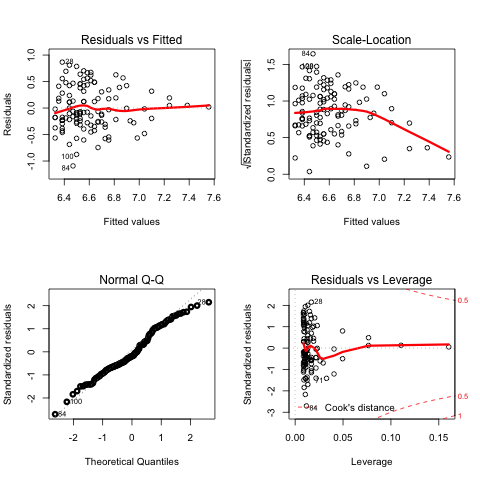 Residuals vs Fitted
Residuals
1.0
0.5
0.0
-0.5
-1.0
28
100
84
6.4 6.6 6.8 7.0 7.2 7.4 7.6
Fitted values
Scale-Location
√|Standardized residuals|
1.5
1.0
0.5
0.0
84
28
6.4 6.6 6.8 7.0 7.2 7.4 7.6
Fitted values
Normal Q-Q
Standardized residuals
2
1
0
-1
-2
28
100
84
-2 -1 0 1 2
Theoretical Quantiles
Residuals vs Leverage
Standardized residuals
2
1
0
-1
-2
-3
28
84
Cook's distance
0.5
0.5
1
0.00 0.05 0.10 0.15
Leverage